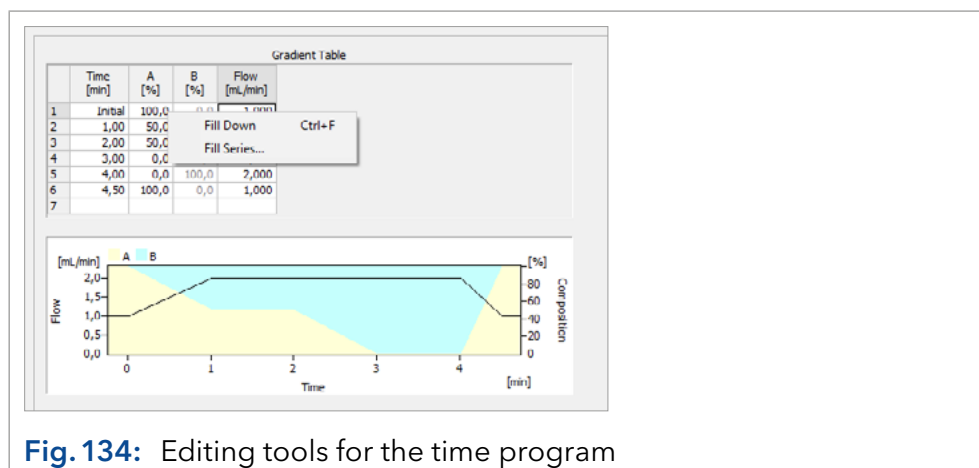 Gradient Table
Time A B Flow
[min] [%] [%] [mL/min]
1 Initial 100,0 0,0 1,000
2 1,00 50,0
3 2,00 50,0
4 3,00 0,0
Fill Down Ctrl+F
Fill Series...
5 4,00 0,0 100,0 2,000
6 4,50 100,0 0,0 1,000
7
[mL/min] A B [%]
2,0
1,5
1,0
0,5
0,0
Flow
80
60
40
20
0
Composition
0 1 2 3 4
Time [min]
Fig. 134: Editing tools for the time program